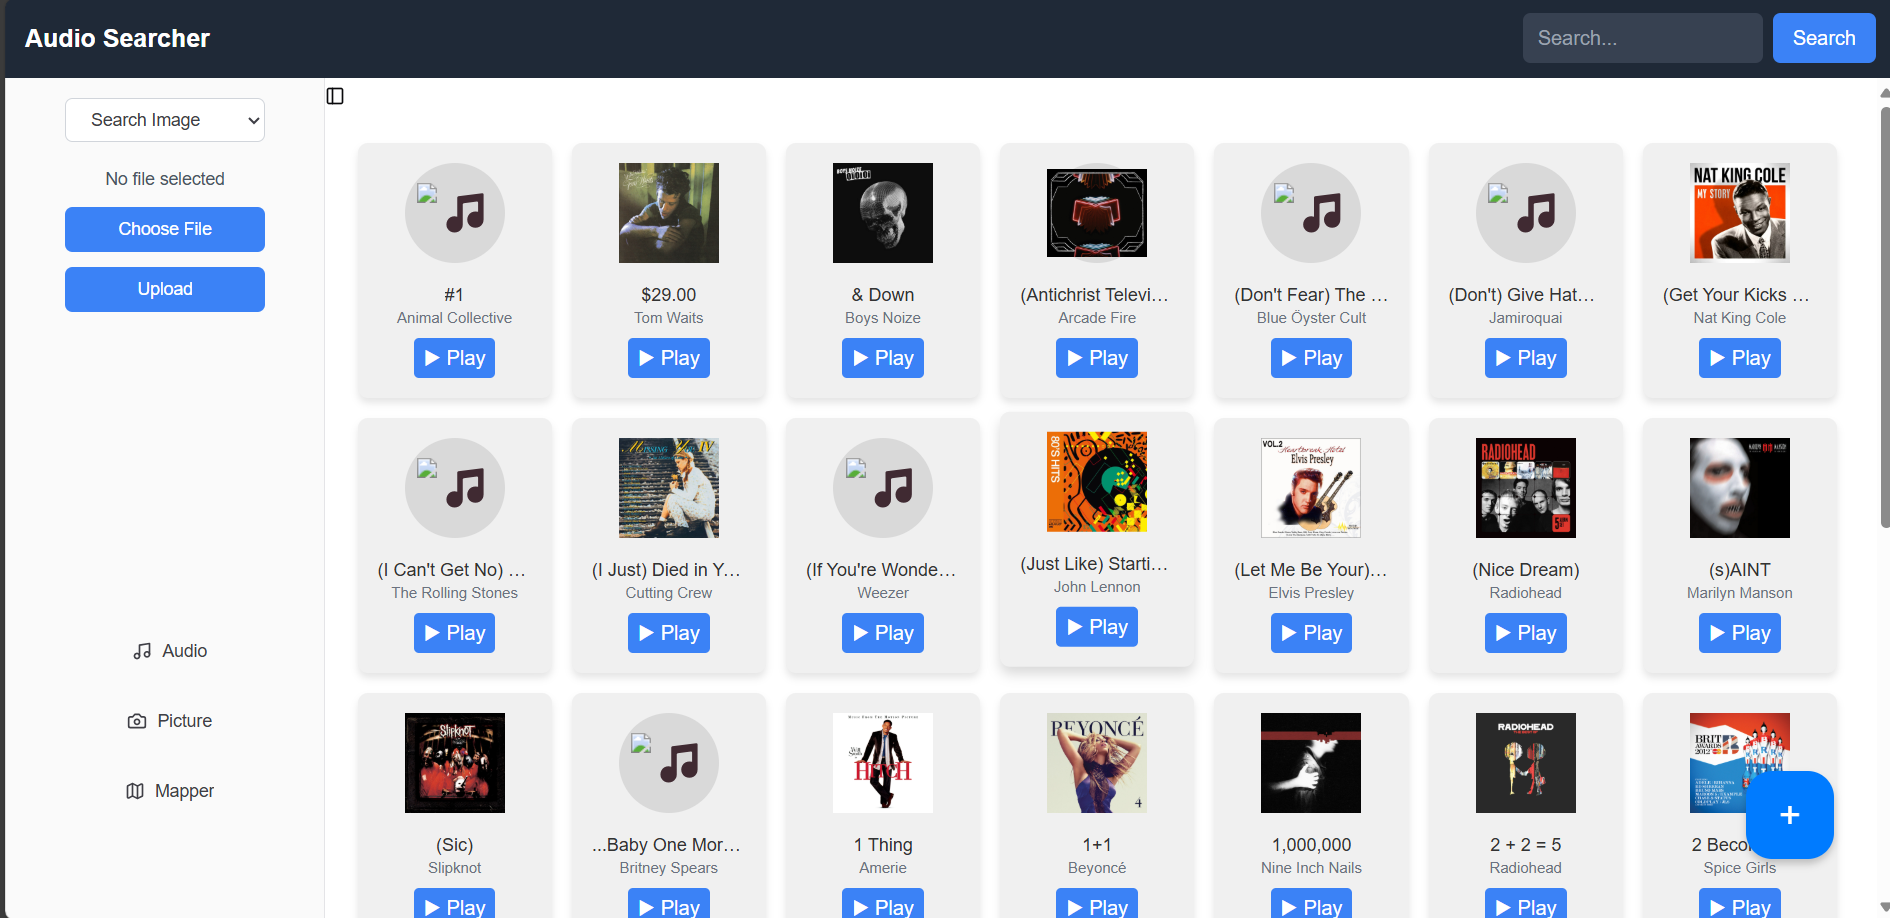 Audio Searcher
Search...
Search
Search Image
No file selected
Choose File
Upload
Audio
Picture
Mapper
#1
Animal Collective
Play
$29.00
Tom Waits
Play
BOYS NOIZE
& Down
Boys Noize
Play
(Antichrist Televi...
Arcade Fire
Play
(Don't Fear) The ...
Blue Öyster Cult
Play
(Don't) Give Hat...
Jamiroquai
Play
NAT KING COLE
MY STORY
(Get Your Kicks ...
Nat King Cole
Play
(I Can't Get No) ...
The Rolling Stones
Play
(I Just) Died in Y...
Cutting Crew
Play
(If You're Wonde...
Weezer
Play
80'S HITS
(Just Like) Starti...
John Lennon
Play
VOL.2
Heartbreak Hotel
Elvis Presley
(Let Me Be Your)...
Elvis Presley
Play
RADIOHEAD
(Nice Dream)
Radiohead
Play
(s)AINT
Marilyn Manson
Play
Slipknot
(Sic)
Slipknot
Play
...Baby One Mor...
Britney Spears
Play
Will Smith
HITCH
1 Thing
Amerie
Play
BEYONCÉ
4
1+1
Beyoncé
Play
1,000,000
Nine Inch Nails
Play
RADIOHEAD
2 + 2 = 5
Radiohead
Play
BRIT
AWARDS
2012
2 Beco
Spice Girls
Play
+